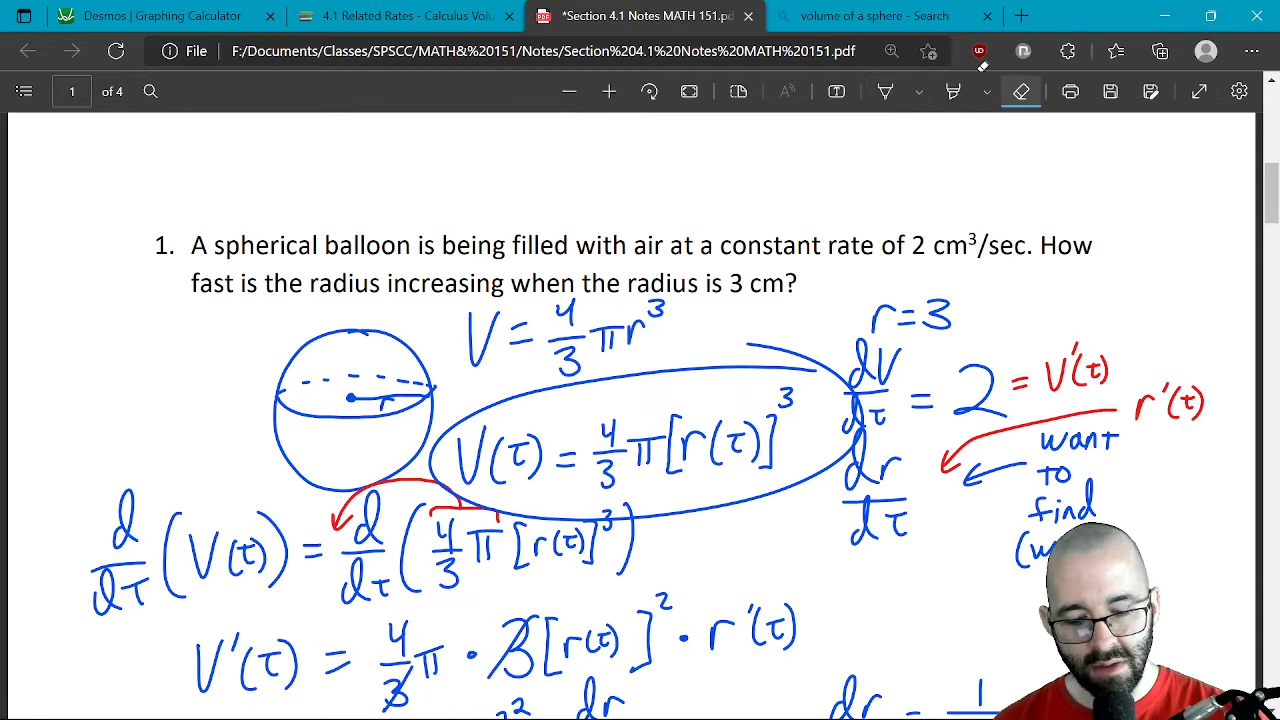 Desmos | Graphing Calculator
4.1 Related Rates - Calculus Volu
*Section 4.1 Notes MATH 151.pd
volume of a sphere - Search
File
F:/Documents/Classes/SPSCC/MATH&%20151/Notes/Section%204.1%20Notes%20MATH%20151.pdf
1 of 4
1. A spherical balloon is being filled with air at a constant rate of 2 cm³/sec. How
fast is the radius increasing when the radius is 3 cm?
V = 4/3 πr³
r = 3
dV/dt = 2 = V'(t)
r'(t)
V(t) = 4/3 π[r(t)]³
dr/dt
want
to
find
d/dt (V(t)) = d/dt (4/3 π [r(t)]³)
V'(t) = 4/3 π · 3[r(t)]² · r'(t)
2 dr
dr = 1